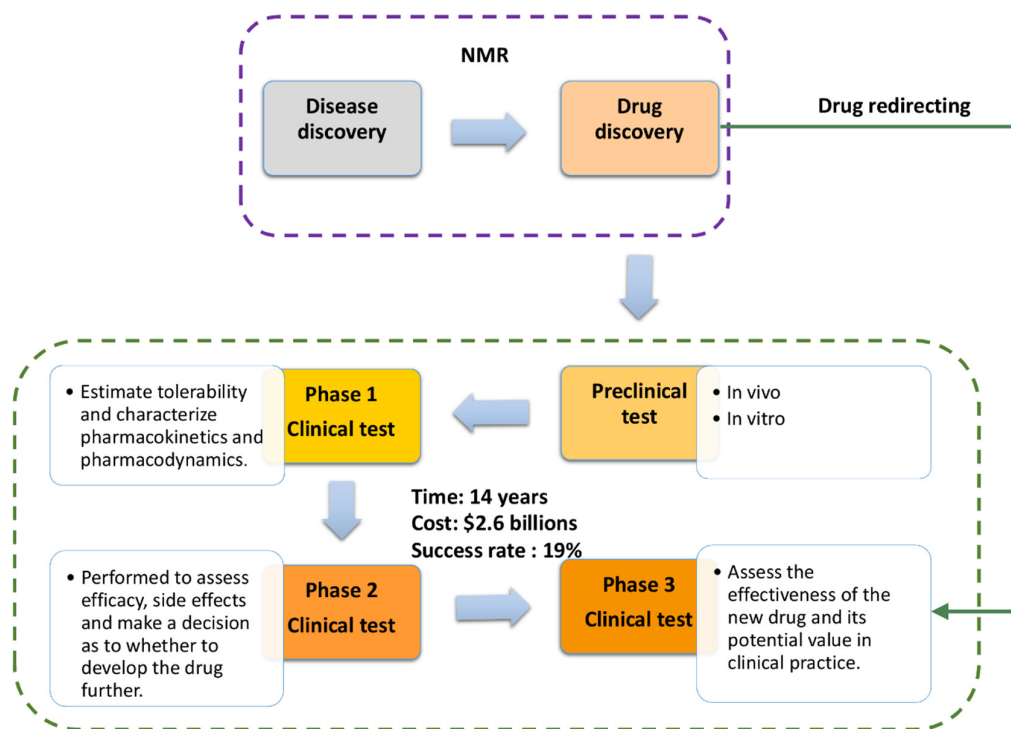 NMR
Disease
discovery
Drug
discovery
Drug redirecting
• Estimate tolerability
and characterize
pharmacokinetics and
pharmacodynamics.
Phase 1
Clinical test
Preclinical
test
• In vivo
• In vitro
Time: 14 years
Cost: $2.6 billions
Success rate : 19%
• Performed to assess
efficacy, side effects
and make a decision
as to whether to
develop the drug
further.
Phase 2
Clinical test
Phase 3
Clinical test
• Assess the
effectiveness of the
new drug and its
potential value in
clinical practice.